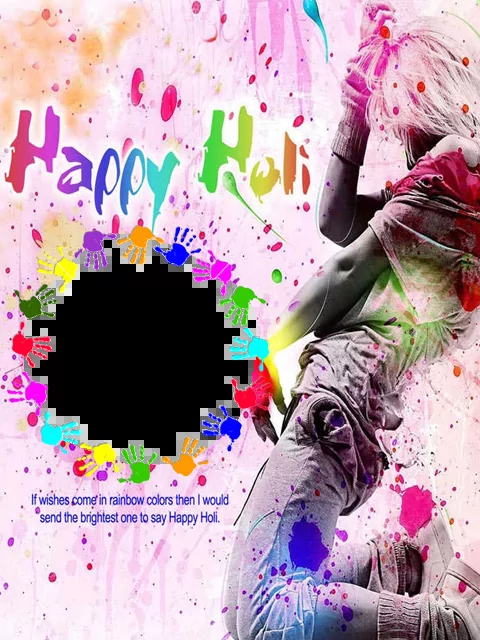 Happy Holi
If wishes come in rainbow colors then I would
send the brightest one to say Happy Holi.